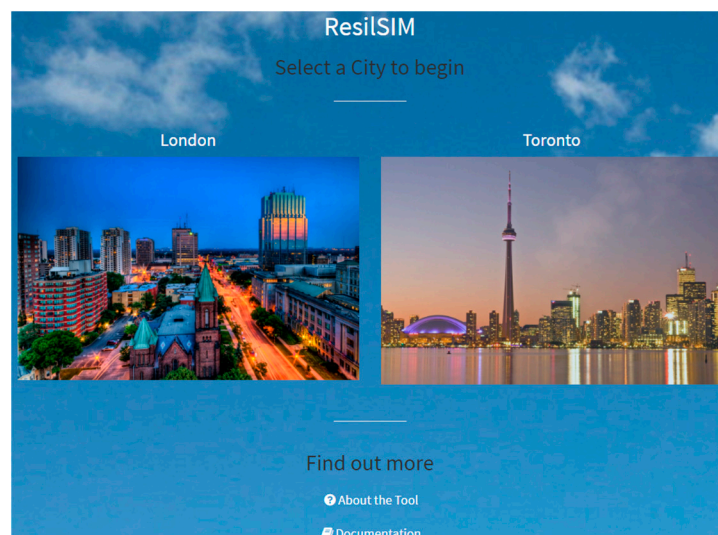 ResilSIM
Select a City to begin
London
Toronto
Find out more
About the Tool
Documentation